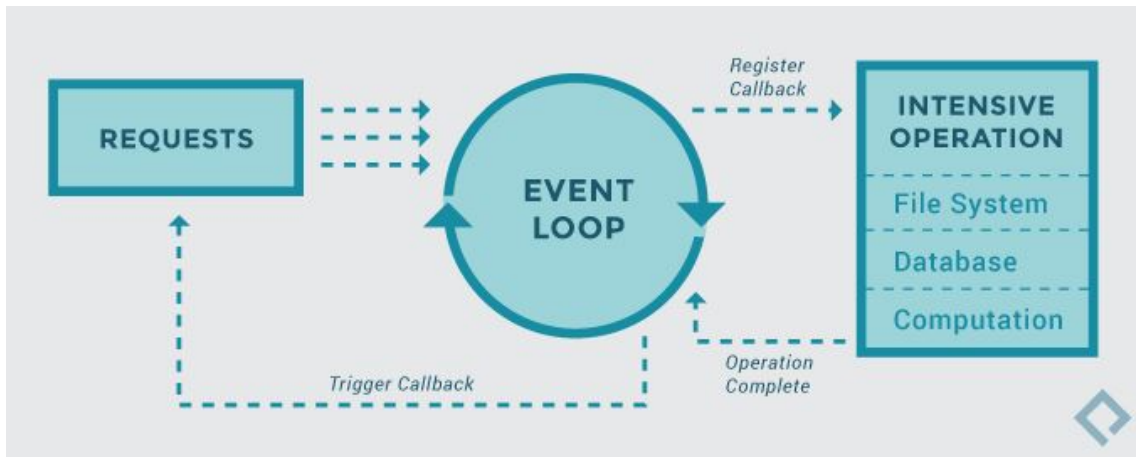 REQUESTS
EVENT
LOOP
Register
Callback
INTENSIVE
OPERATION
File System
Database
Computation
Operation
Complete
Trigger Callback